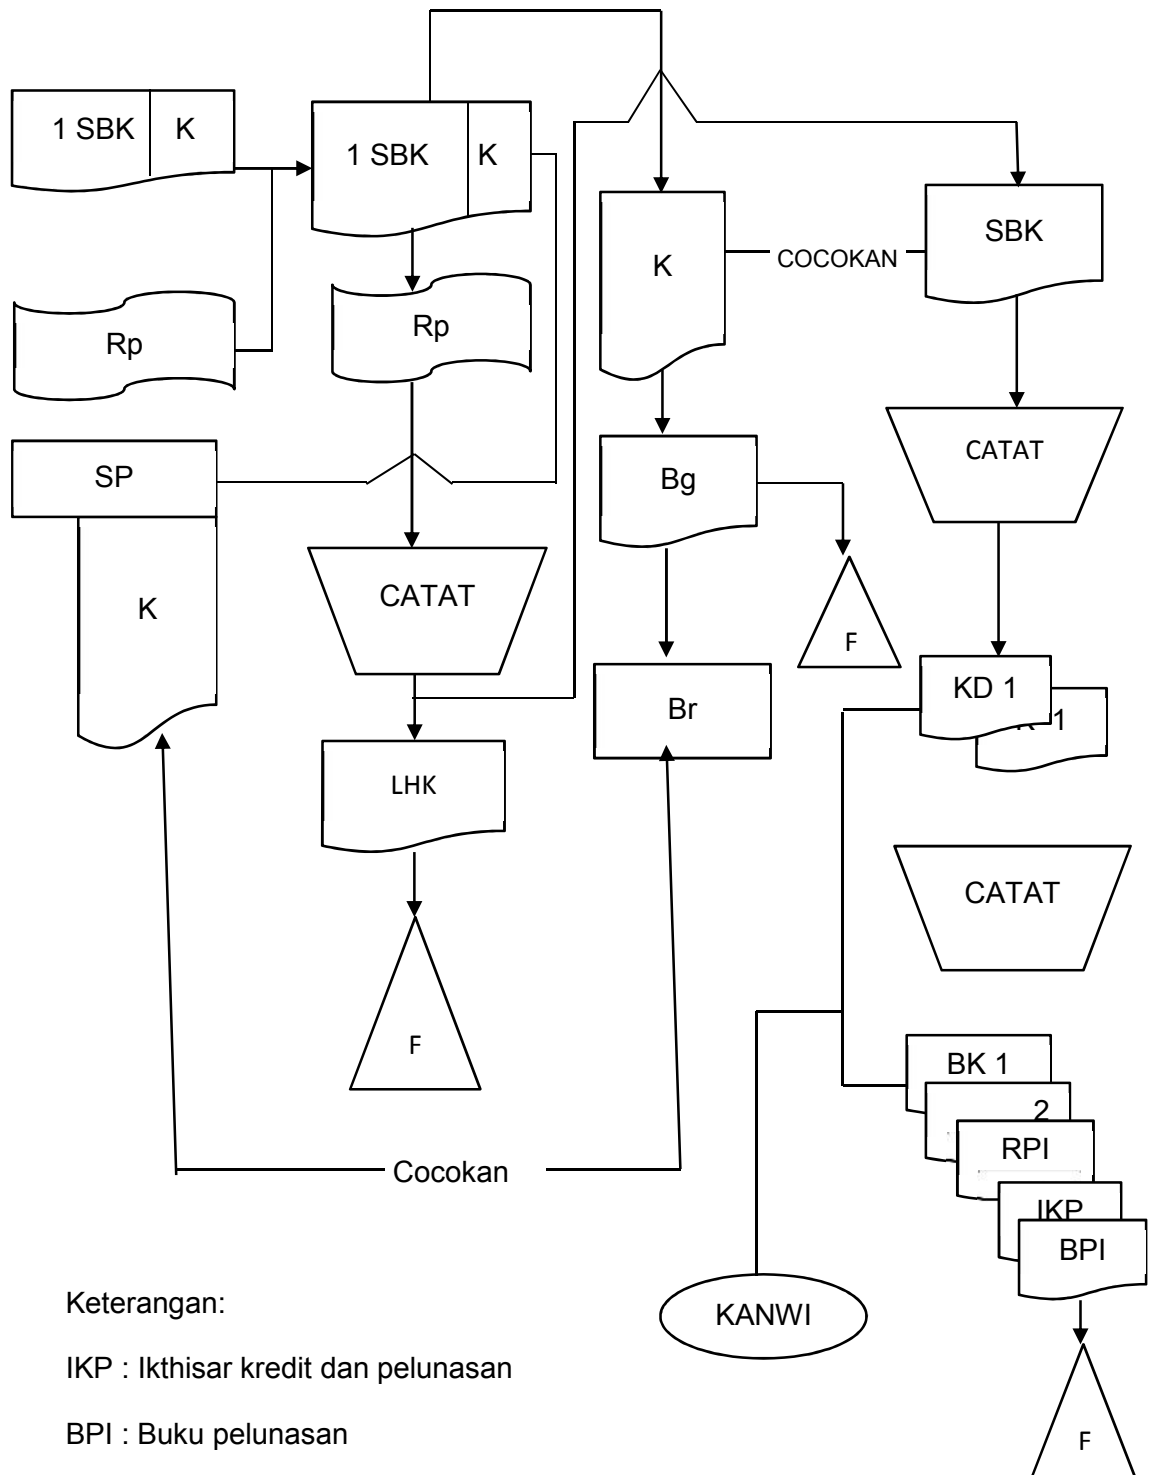 1 SBK K
1 SBK K
SBK
K
COCOKAN
Rp
Rp
CATAT
SP
Bg
K
CATAT
F
KD 1
1
Br
LHK
CATAT
F
BK 1
2
RPI
Cocokan
IKP
BPI
Keterangan:
KANWI
IKP : Ikthisar kredit dan pelunasan
BPI : Buku pelunasan
F